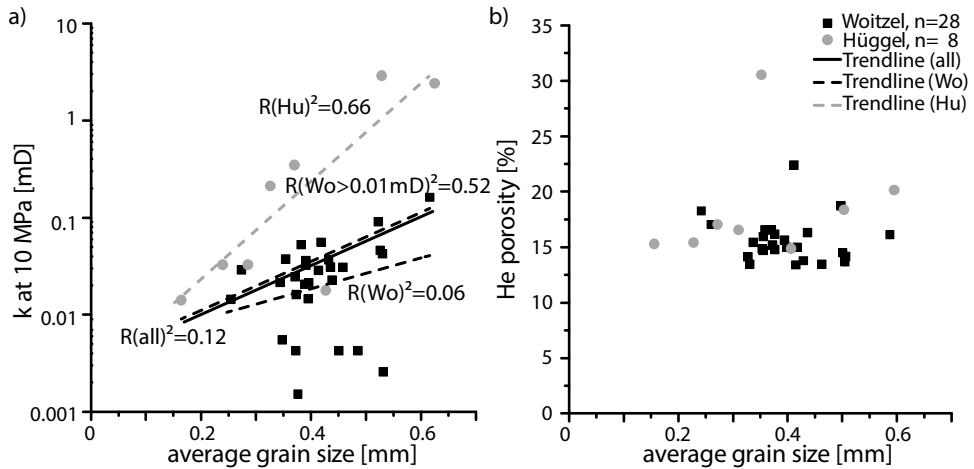 a)
10
1
0.1
0.01
0.001
k at 10 MPa [mD]
R(Hu)²=0.66
R(Wo>0.01mD)²=0.52
R(Wo)²=0.06
R(all)²=0.12
0
0.2
0.4
0.6
average grain size [mm]
b)
Woitzel, n=28
Hüggel, n= 8
Trendline (all)
Trendline (Wo)
Trendline (Hu)
35
30
25
20
15
10
5
0
He porosity [%]
0
0.2
0.4
0.6
average grain size [mm]